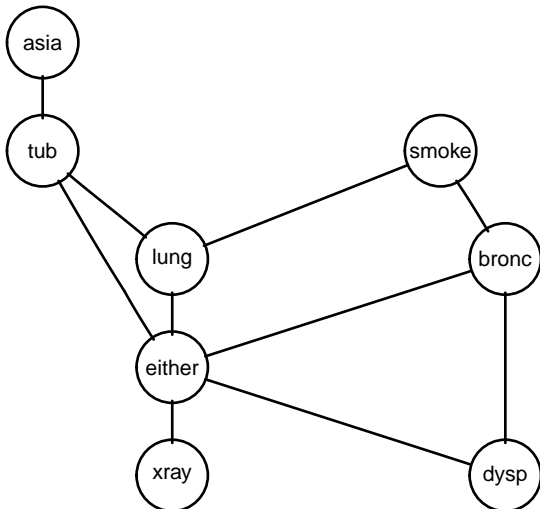 asia
tub
smoke
lung
bronc
either
xray
dysp